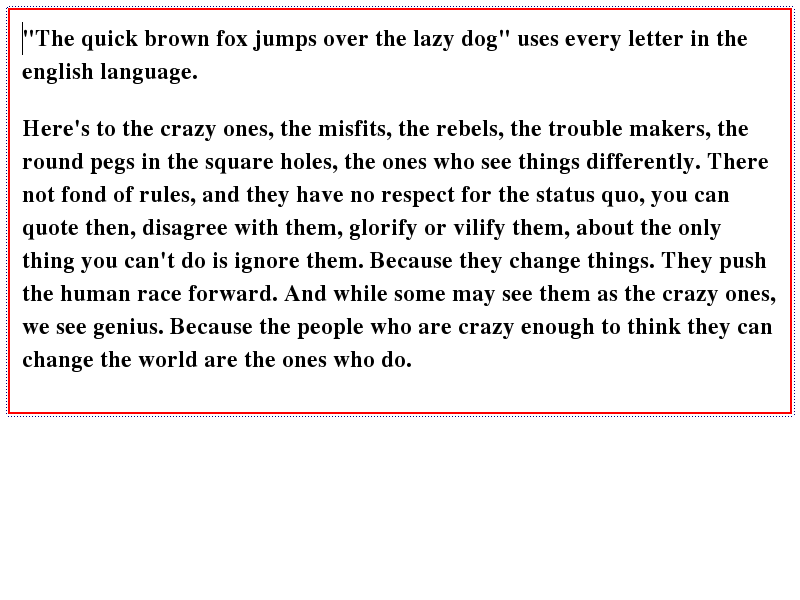 "The quick brown fox jumps over the lazy dog" uses every letter in the
english language.
Here's to the crazy ones, the misfits, the rebels, the trouble makers, the
round pegs in the square holes, the ones who see things differently. There
not fond of rules, and they have no respect for the status quo, you can
quote then, disagree with them, glorify or vilify them, about the only
thing you can't do is ignore them. Because they change things. They push
the human race forward. And while some may see them as the crazy ones,
we see genius. Because the people who are crazy enough to think they can
change the world are the ones who do.